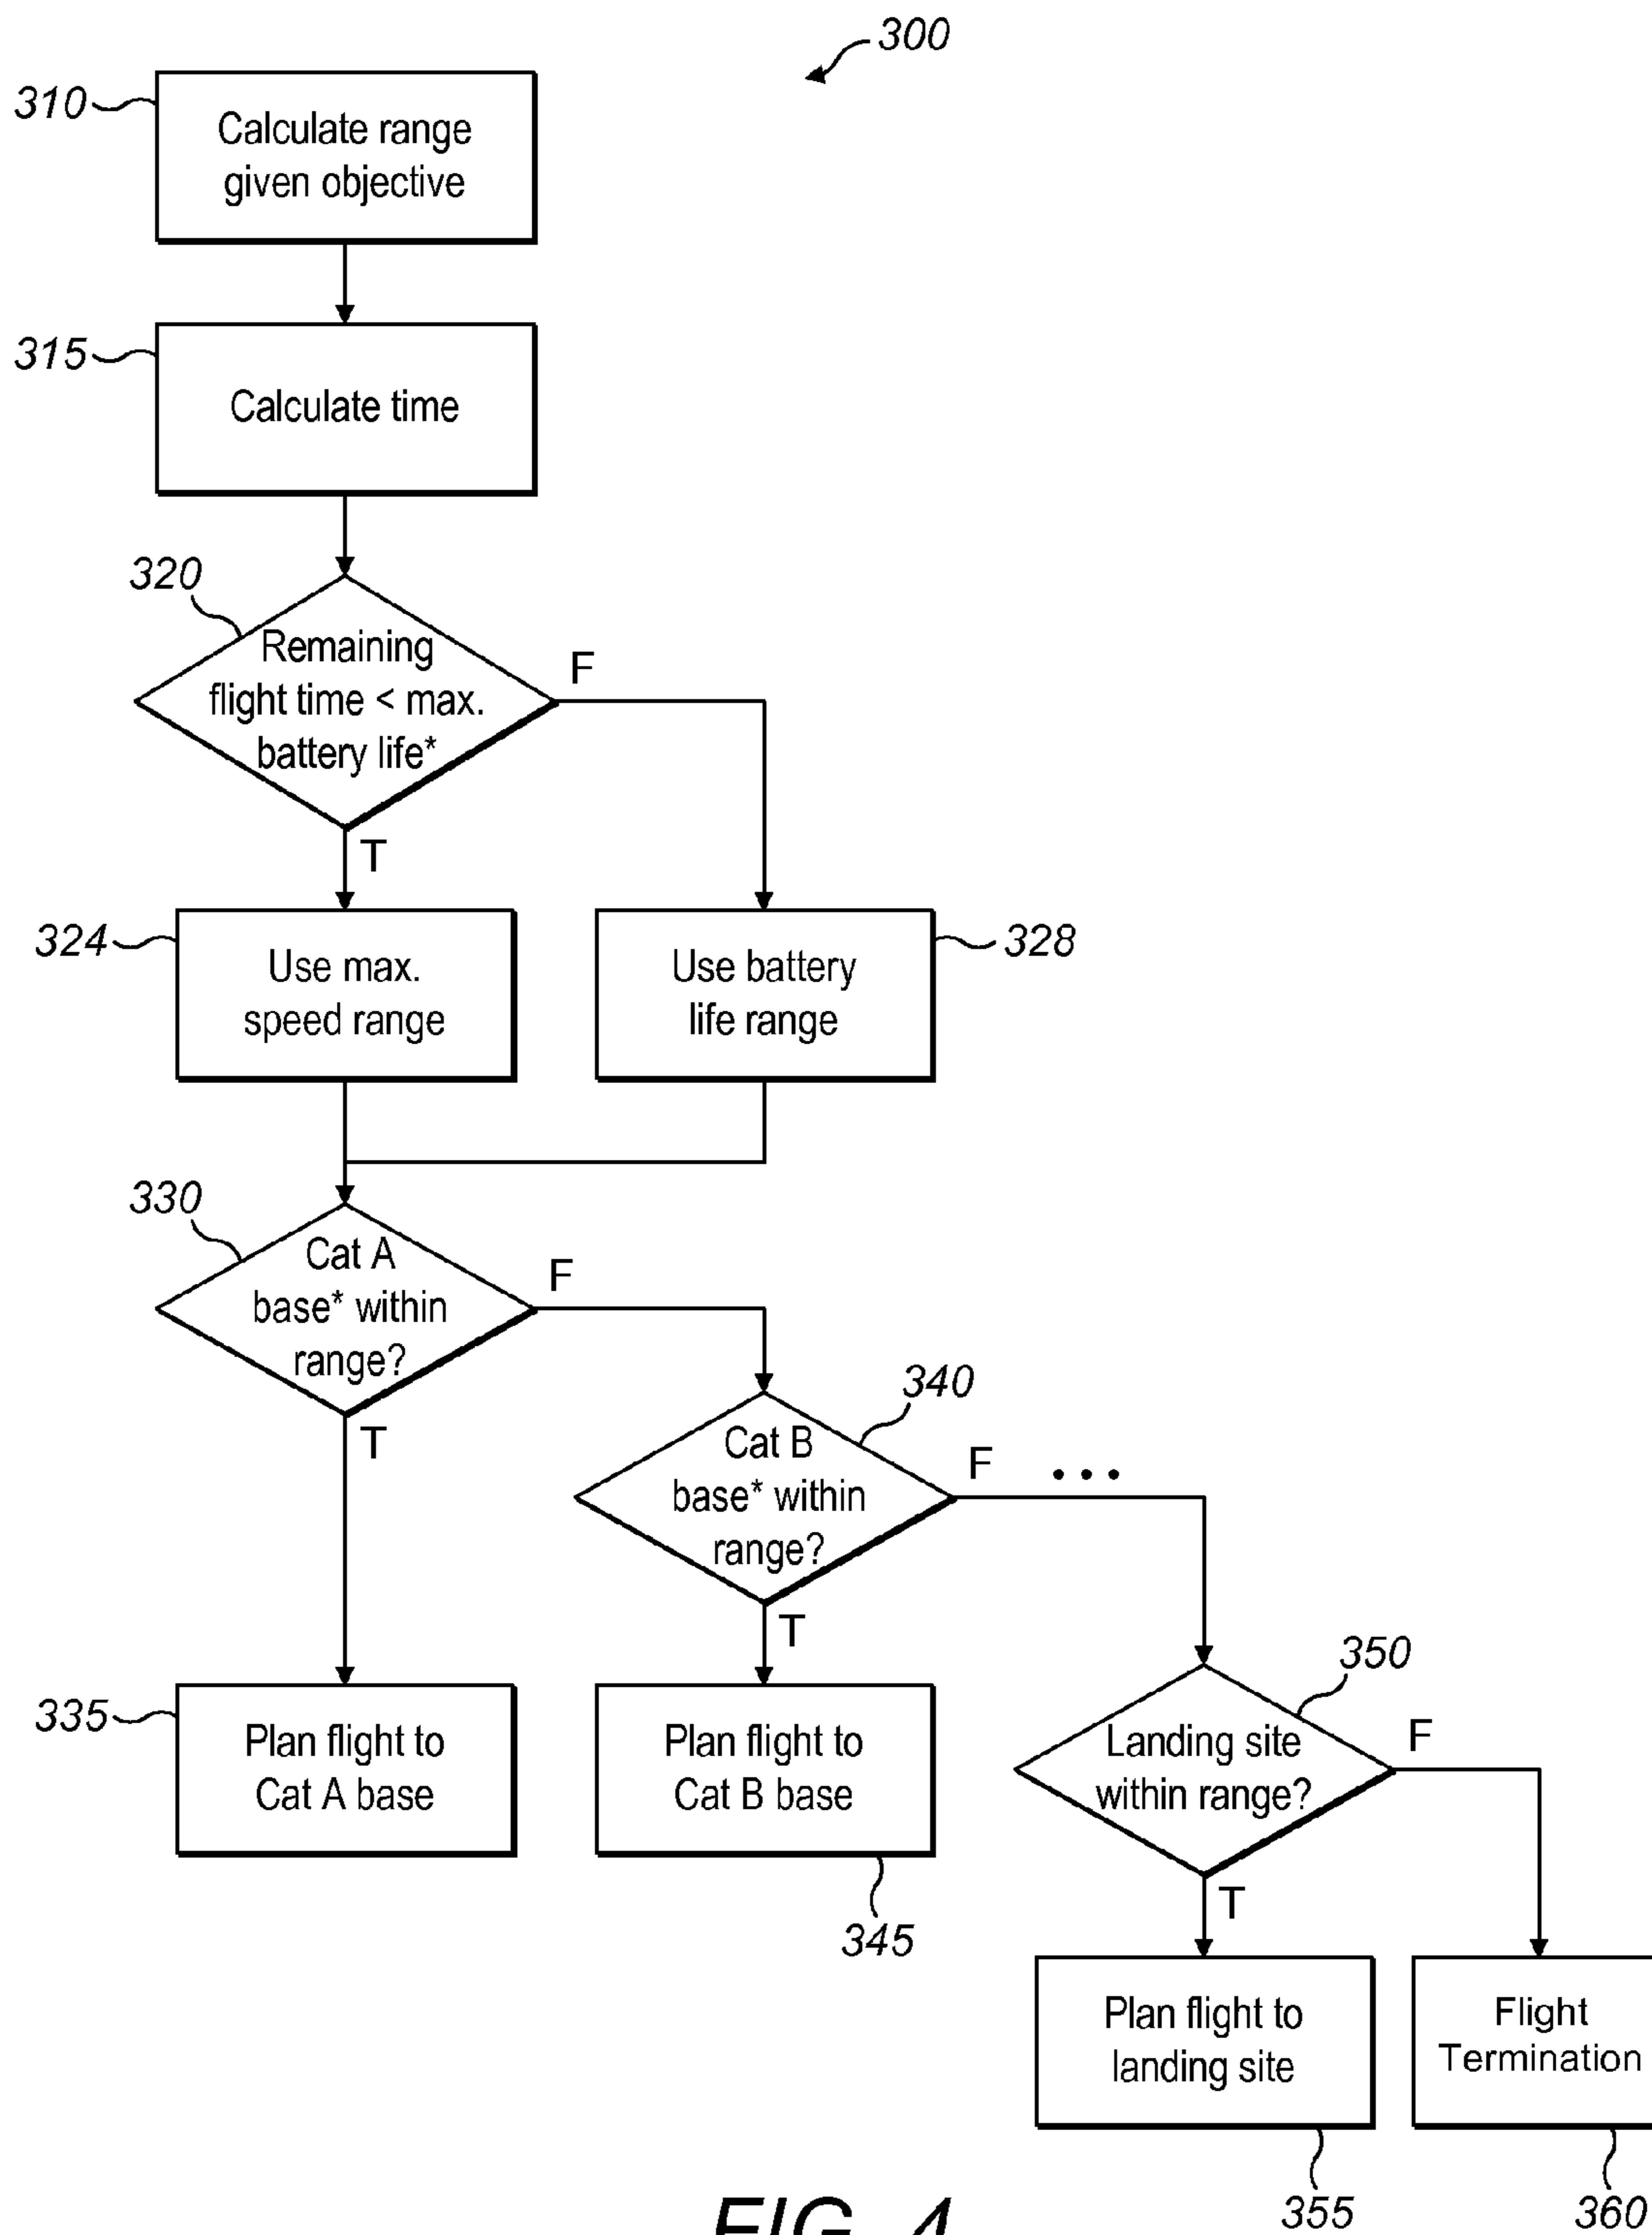 300
310
Calculate range
given objective
315
Calculate time
320
Remaining
flight time < max.
battery life*
F
T
324
Use max.
speed range
Use battery
life range
328
330
Cat A
base* within
range?
F
T
340
Cat B
base* within
range?
F
...
T
335
Plan flight to
Cat A base
Plan flight to
Cat B base
345
350
Landing site
within range?
F
T
Plan flight to
landing site
355
Flight
Termination
360
FIG. 4